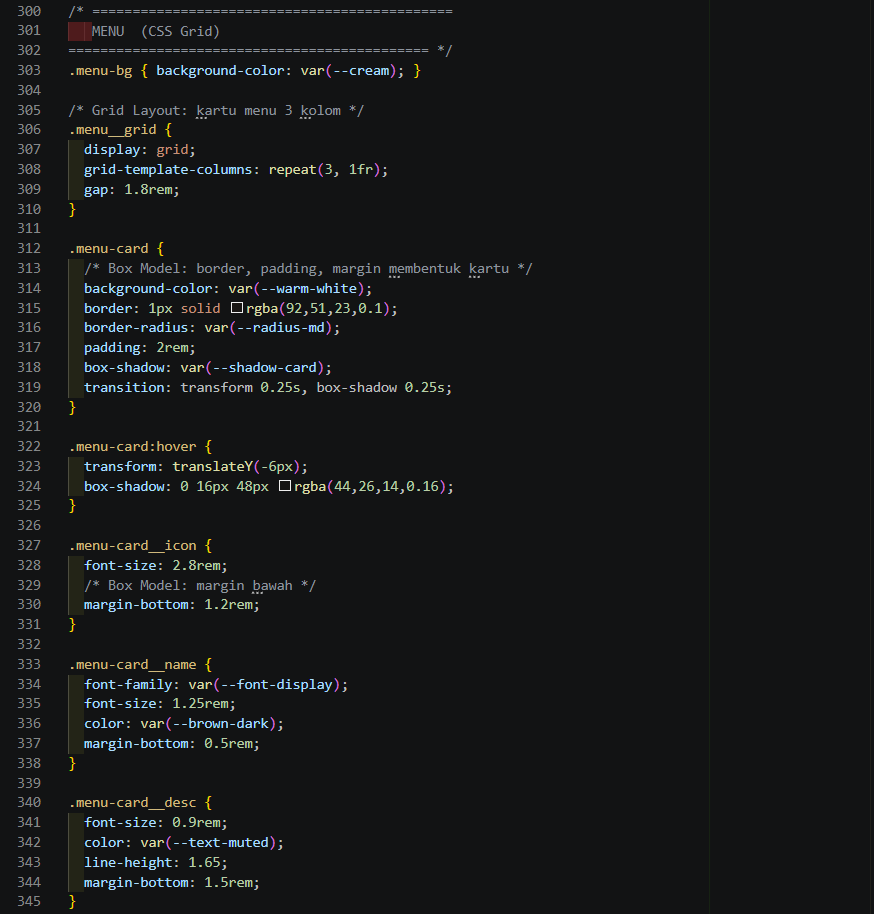 300 /* =============================================
301    MENU  (CSS Grid)
302 ============================================= */
303 .menu-bg { background-color: var(--cream); }
304
305 /* Grid Layout: kartu menu 3 kolom */
306 .menu__grid {
307   display: grid;
308   grid-template-columns: repeat(3, 1fr);
309   gap: 1.8rem;
310 }
311
312 .menu-card {
313   /* Box Model: border, padding, margin membentuk kartu */
314   background-color: var(--warm-white);
315   border: 1px solid rgba(92,51,23,0.1);
316   border-radius: var(--radius-md);
317   padding: 2rem;
318   box-shadow: var(--shadow-card);
319   transition: transform 0.25s, box-shadow 0.25s;
320 }
321
322 .menu-card:hover {
323   transform: translateY(-6px);
324   box-shadow: 0 16px 48px rgba(44,26,14,0.16);
325 }
326
327 .menu-card__icon {
328   font-size: 2.8rem;
329   /* Box Model: margin bawah */
330   margin-bottom: 1.2rem;
331 }
332
333 .menu-card__name {
334   font-family: var(--font-display);
335   font-size: 1.25rem;
336   color: var(--brown-dark);
337   margin-bottom: 0.5rem;
338 }
339
340 .menu-card__desc {
341   font-size: 0.9rem;
342   color: var(--text-muted);
343   line-height: 1.65;
344   margin-bottom: 1.5rem;
345 }